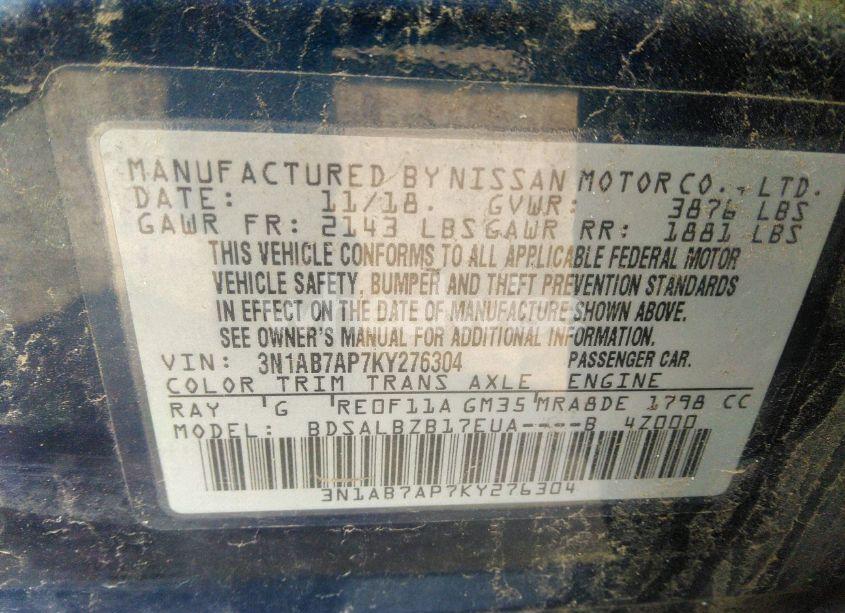 MANUFACTURED BY NISSAN MOTOR CO., LTD.
DATE: 11/18. GVWR: 3876 LBS
GAWR FR: 2143 LBS GAWR RR: 1881 LBS
THIS VEHICLE CONFORMS TO ALL APPLICABLE FEDERAL MOTOR
VEHICLE SAFETY, BUMPER AND THEFT PREVENTION STANDARDS
IN EFFECT ON THE DATE OF MANUFACTURE SHOWN ABOVE.
SEE OWNER'S MANUAL FOR ADDITIONAL INFORMATION.
VIN: 3N1AB7AP7KY276304 PASSENGER CAR.
COLOR TRIM TRANS AXLE ENGINE
RAY G RE0F11A GM35 MRA8DE 1798 CC
MODEL: BDSALBZB17EUA----B 4Z000
3N1AB7AP7KY276304